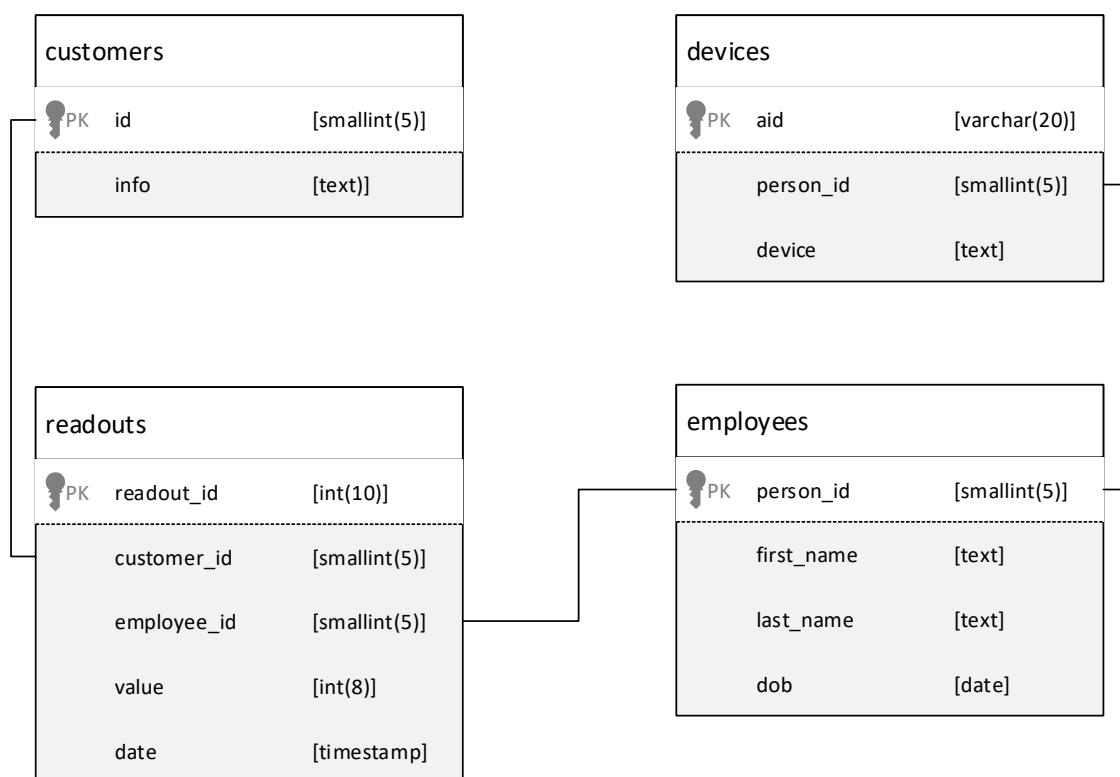 customers
PK id [smallint(5)]
info [text)]
devices
PK aid [varchar(20)]
person_id [smallint(5)]
device [text]
readouts
PK readout_id [int(10)]
customer_id [smallint(5)]
employee_id [smallint(5)]
value [int(8)]
date [timestamp]
employees
PK person_id [smallint(5)]
first_name [text]
last_name [text]
dob [date]